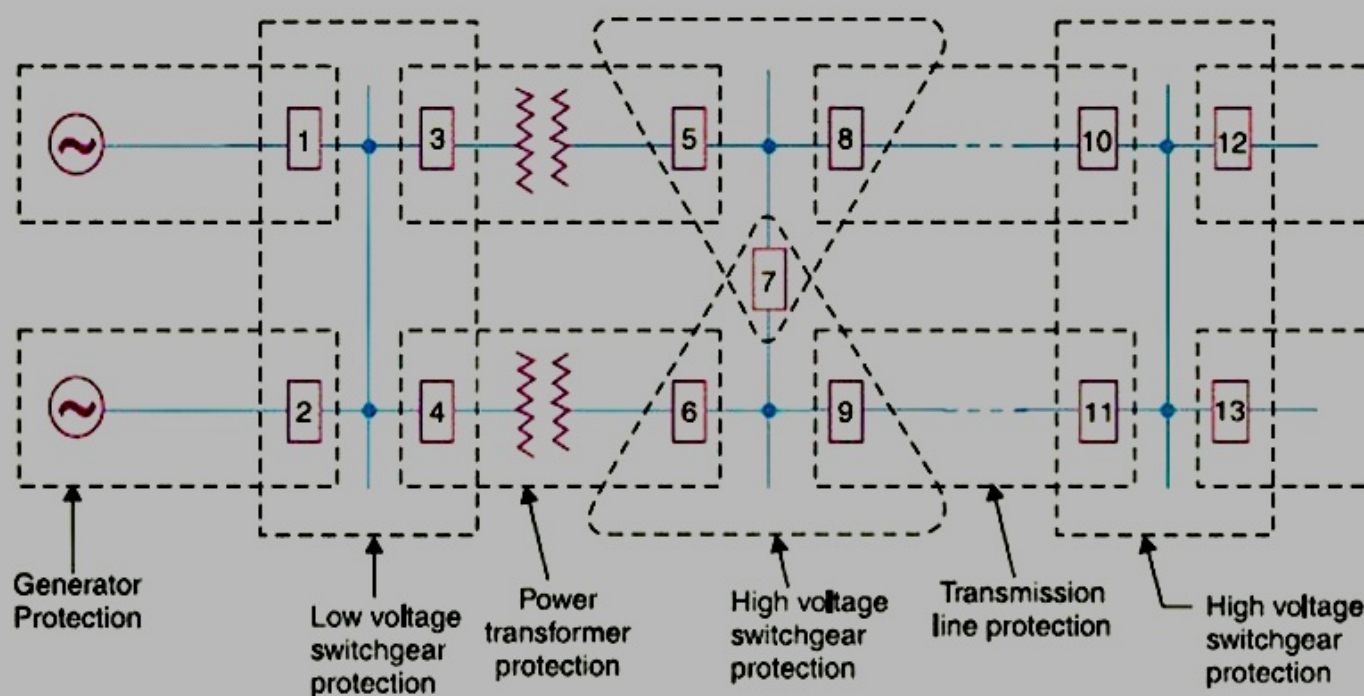 1
3
5
8
10
12
7
2
4
6
9
11
13
Generator
Protection
Low voltage
switchgear
protection
Power
transformer
protection
High voltage
switchgear
protection
Transmission
line protection
High voltage
switchgear
protection